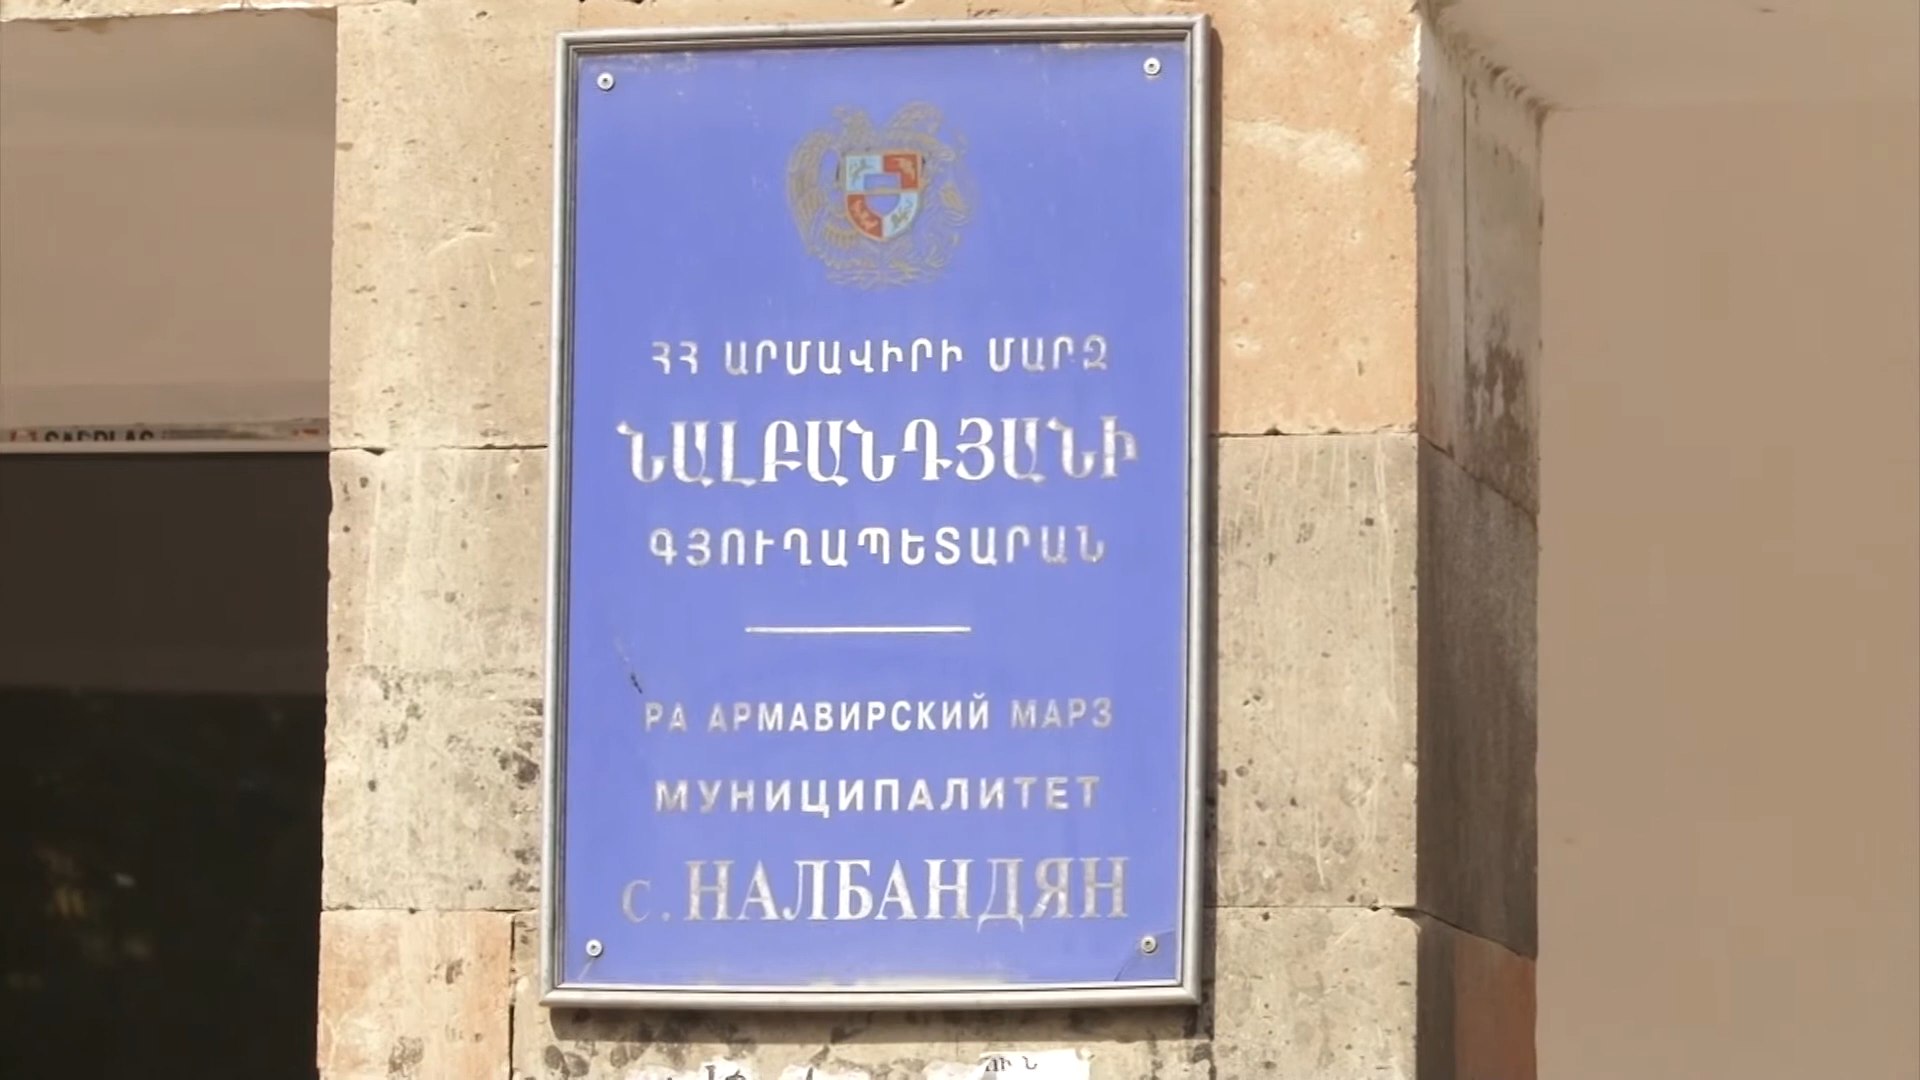 ՀՀ ԱՐՄԱՎԻՐԻ ՄԱՐԶ
ՆԱԼԲԱՆԴՅԱՆԻ
ԳՅՈՒՂԱՊԵՏԱՐԱՆ
РА АРМАВИРСКИЙ МАРЗ
МУНИЦИПАЛИТЕТ
с. НАЛБАНДЯН